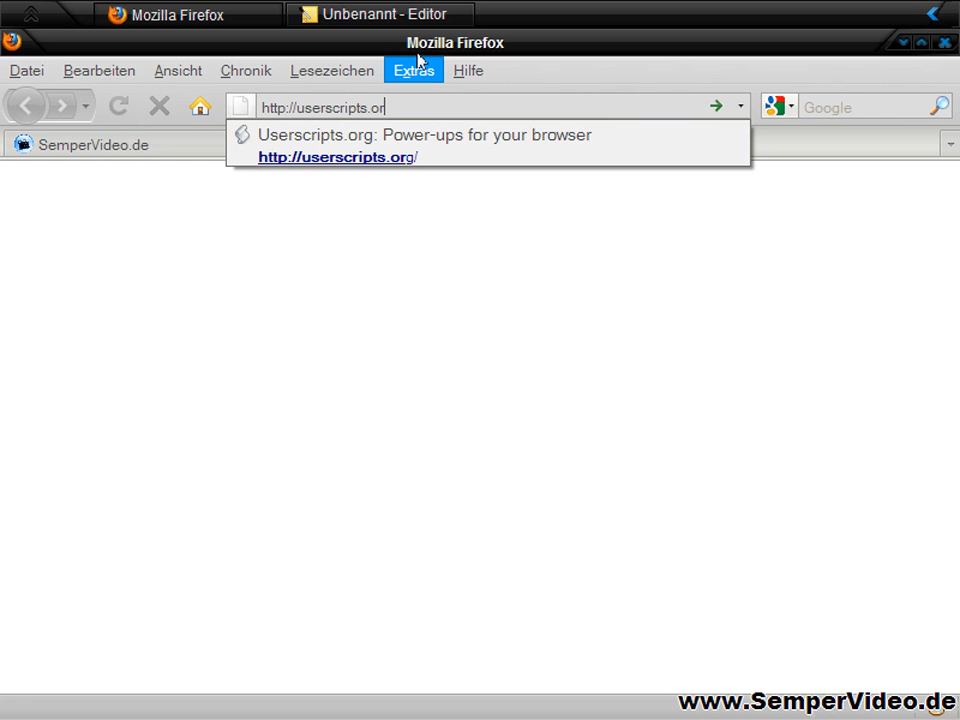 Mozilla Firefox
Unbenannt - Editor
Mozilla Firefox
Datei Bearbeiten Ansicht Chronik Lesezeichen Extras Hilfe
http://userscripts.or
Google
Userscripts.org: Power-ups for your browser
http://userscripts.org/
SemperVideo.de
www.SemperVideo.de